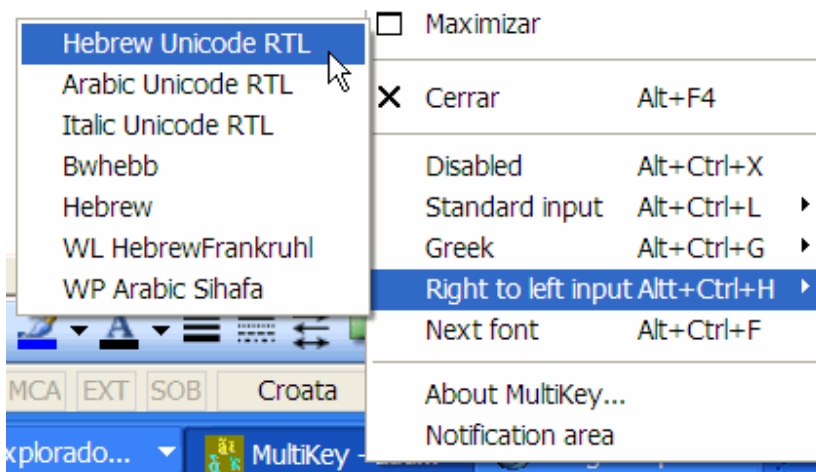 Hebrew Unicode RTL
Arabic Unicode RTL
Italic Unicode RTL
Bwhebb
Hebrew
WL HebrewFrankruhl
WP Arabic Sihafa
Maximizar
Cerrar Alt+F4
Disabled Alt+Ctrl+X
Standard input Alt+Ctrl+L
Greek Alt+Ctrl+G
Right to left input Altt+Ctrl+H
Next font Alt+Ctrl+F
About MultiKey...
Notification area
MCA EXT SOB Croata
xplorado... MultiKey -